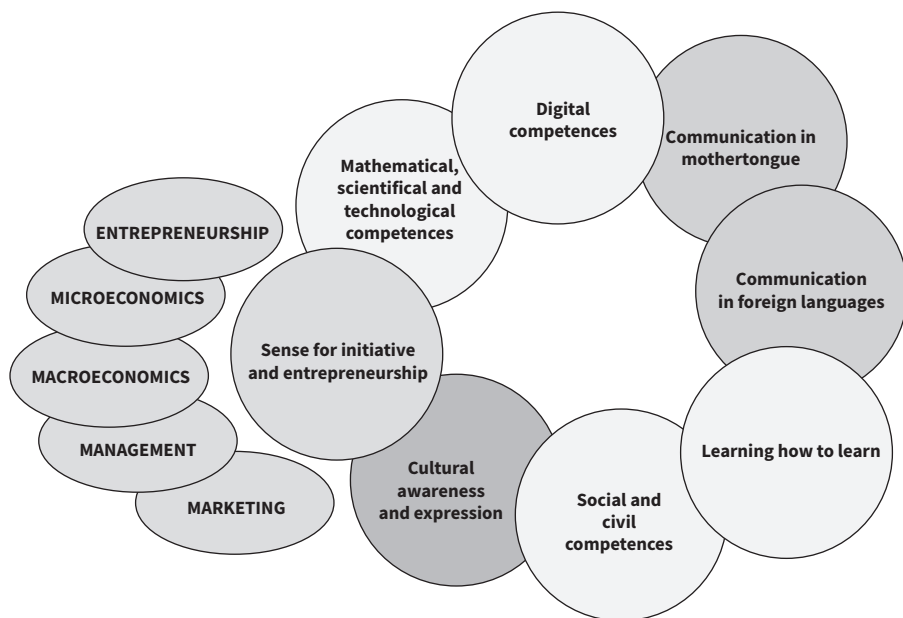 Digital
competences
Communication in
mothertongue
Mathematical,
scientifical and
technological
competences
ENTREPRENEURSHIP
Communication
in foreign languages
MICROECONOMICS
Sense for initiative
and entrepreneurship
MACROECONOMICS
MANAGEMENT
Learning how to learn
Cultural
awareness
and expression
MARKETING
Social and
civil
competences